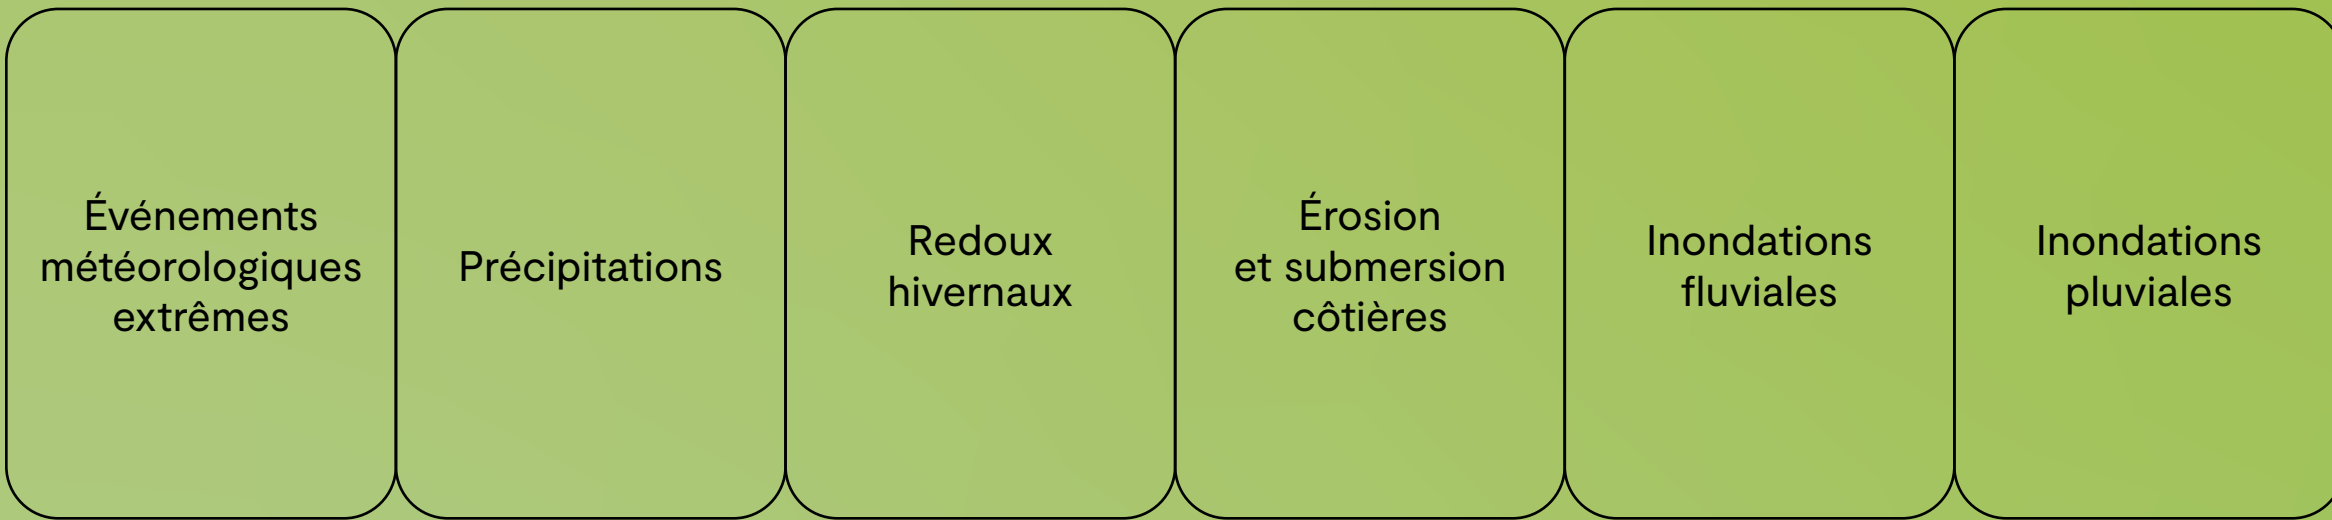 Événements
météorologiques
extrêmes
Précipitations
Redoux
hivernaux
Érosion
et submersion
côtières
Inondations
fluviales
Inondations
pluviales